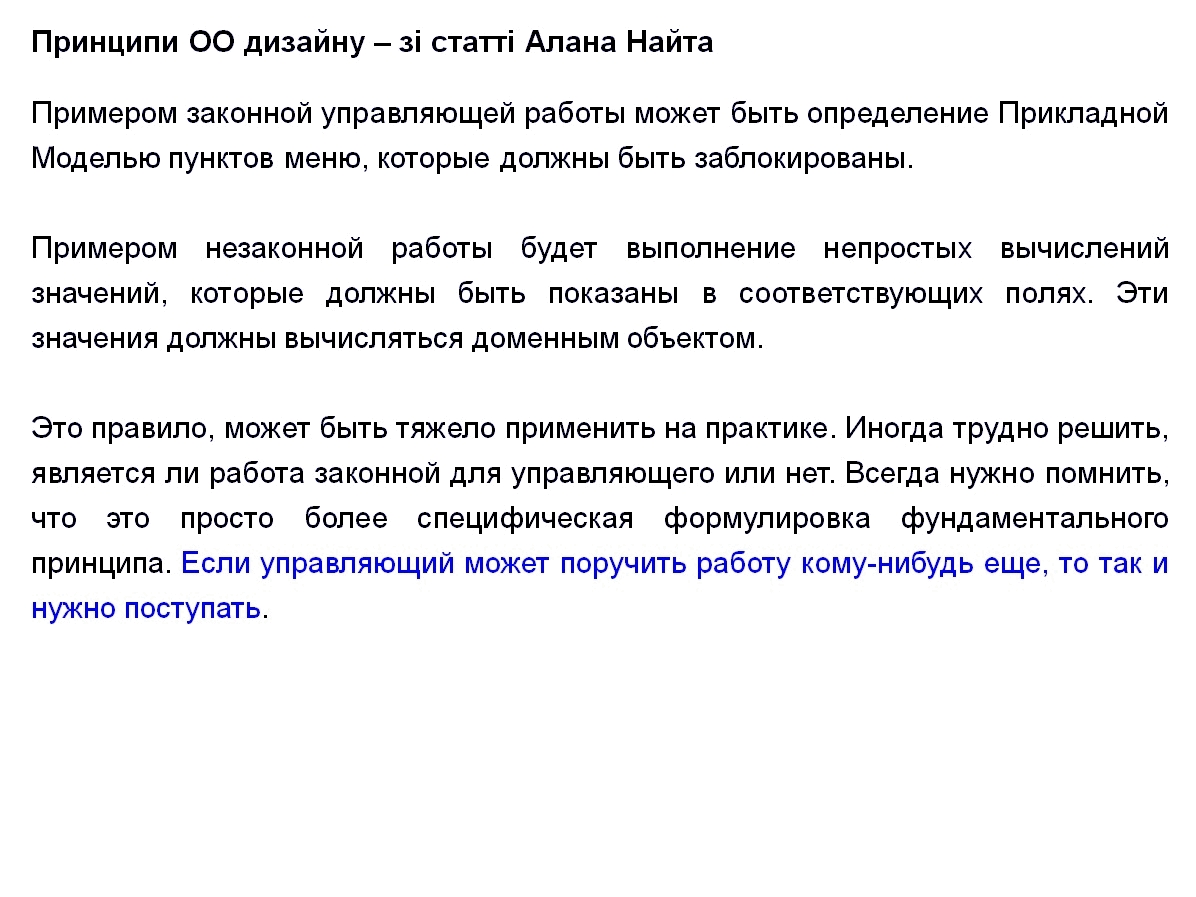 Принципи ОО дизайну – зі статті Алана Найта
Примером законной управляющей работы может быть определение Прикладной
Моделью пунктов меню, которые должны быть заблокированы.
Примером незаконной работы будет выполнение непростых вычислений
значений, которые должны быть показаны в соответствующих полях. Эти
значения должны вычисляться доменным объектом.
Это правило, может быть тяжело применить на практике. Иногда трудно решить,
является ли работа законной для управляющего или нет. Всегда нужно помнить,
что это просто более специфическая формулировка фундаментального
принципа. Если управляющий может поручить работу кому-нибудь еще, то так и
нужно поступать.